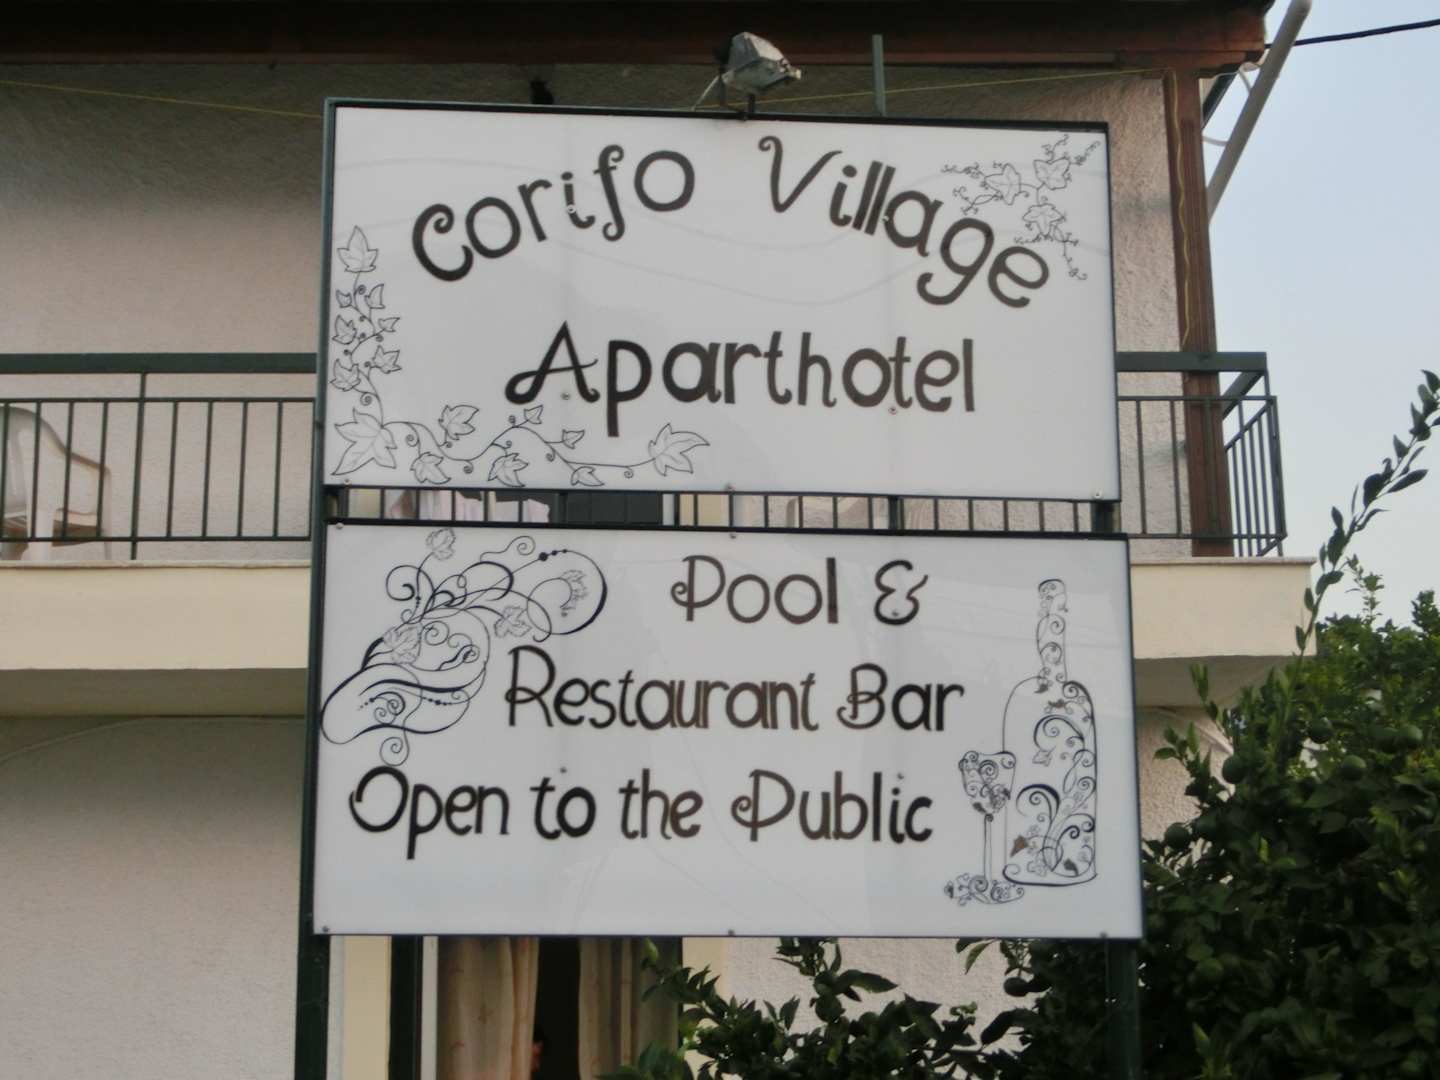 Corifo Village
Aparthotel
Pool &
Restaurant Bar
Open to the Public